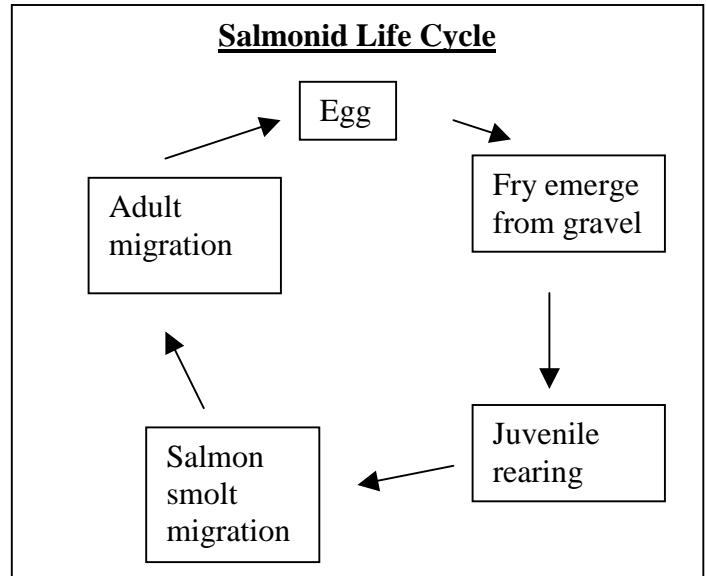 Salmonid Life Cycle
Egg
Fry emerge
from gravel
Juvenile
rearing
Salmon
smolt
migration
Adult
migration